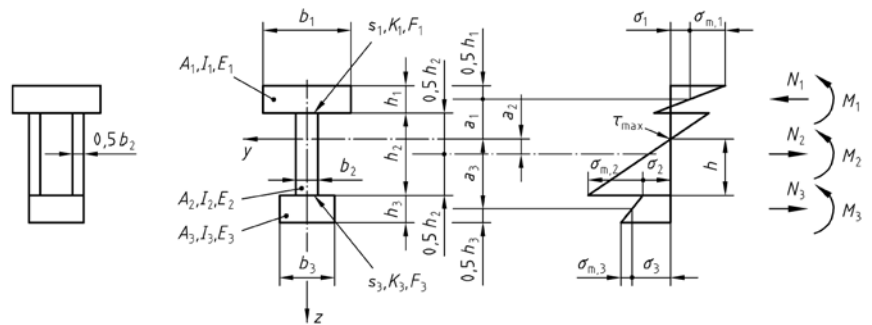 b₁
s₁,K₁,F₁
σ₁
σm,1
A₁,I₁,E₁
h₁
0,5 h₂
0,5 h₁
a₂
N₁
M₁
0,5 b₂
y
h₂
a₁
τmax
N₂
M₂
b₂
a₃
σm,2
σ₂
h
A₂,I₂,E₂
A₃,I₃,E₃
h₃
0,5 h₂
0,5 h₃
N₃
M₃
b₃
s₃,K₃,F₃
σm,3
σ₃
z